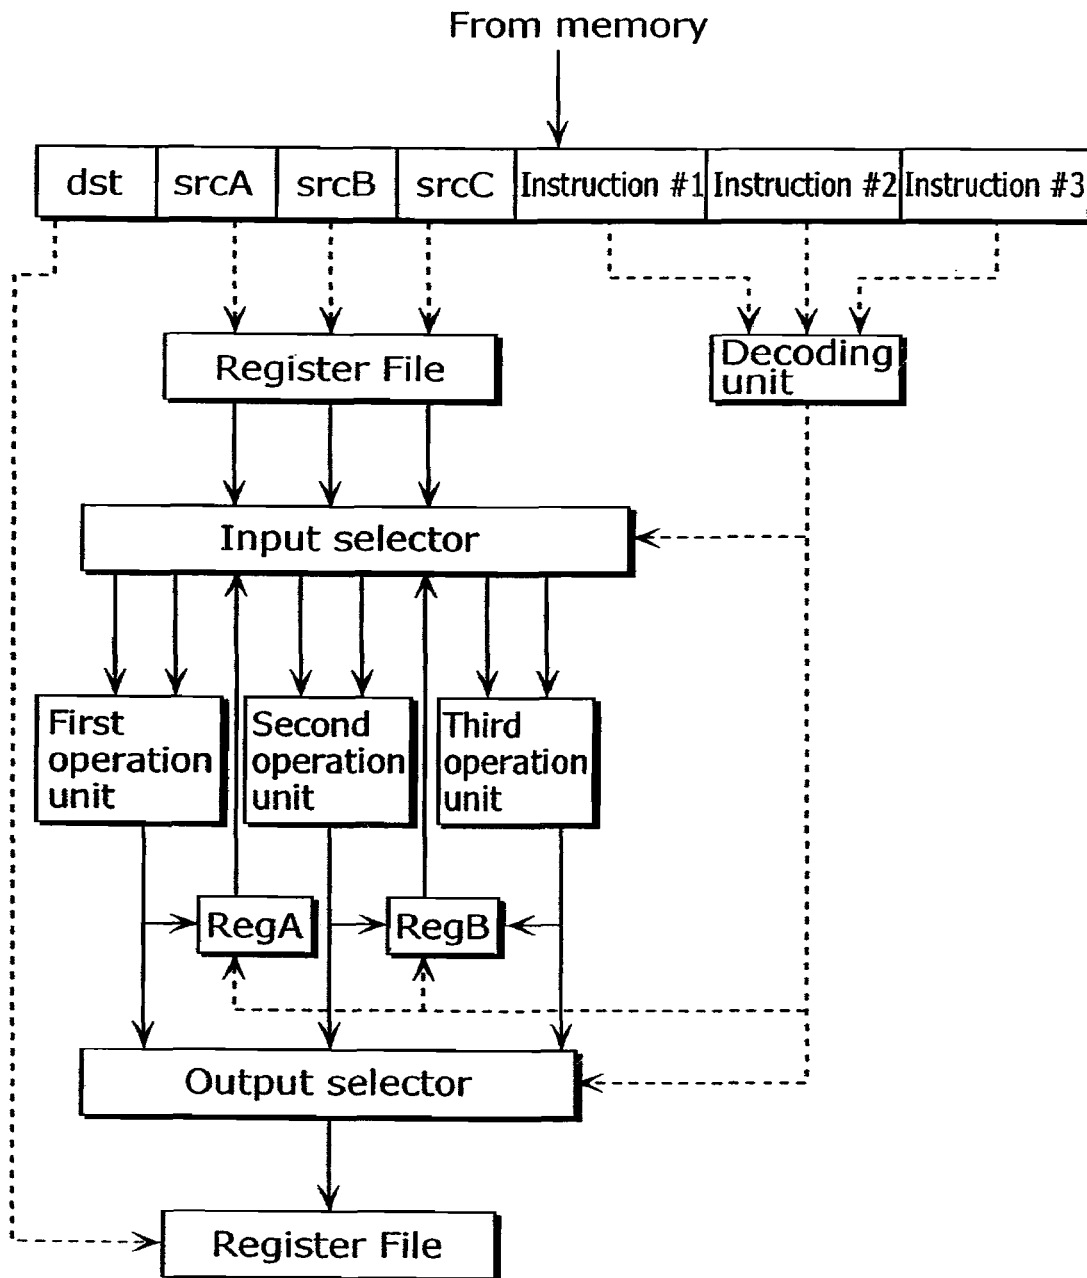 From memory
dst srcA srcB srcC Instruction #1 Instruction #2 Instruction #3
Register File
Decoding
unit
Input selector
First
operation
unit
Second
operation
unit
Third
operation
unit
RegA
RegB
Output selector
Register File